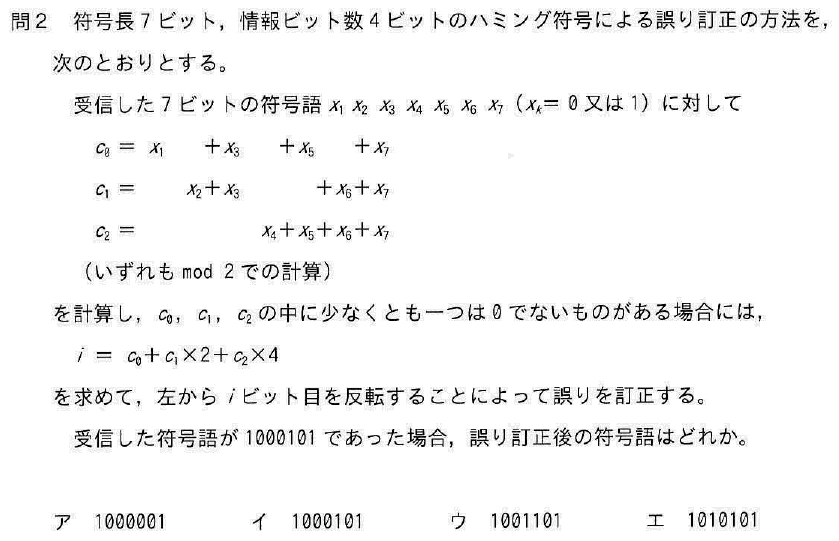 問2　符号長7ビット，情報ビット数4ビットのハミング符号による誤り訂正の方法を，
次のとおりとする。
受信した7ビットの符号語 x₁ x₂ x₃ x₄ x₅ x₆ x₇（xₖ= 0 又は 1）に対して
c₀ = x₁ +x₃ +x₅ +x₇
c₁ = x₂+x₃ +x₆+x₇
c₂ = x₄+x₅+x₆+x₇
（いずれも mod 2 での計算）
を計算し，c₀，c₁，c₂の中に少なくとも一つは0でないものがある場合には，
i = c₀+c₁×2+c₂×4
を求めて，左から i ビット目を反転することによって誤りを訂正する。
受信した符号語が1000101であった場合，誤り訂正後の符号語はどれか。
ア　1000001　イ　1000101　ウ　1001101　エ　1010101